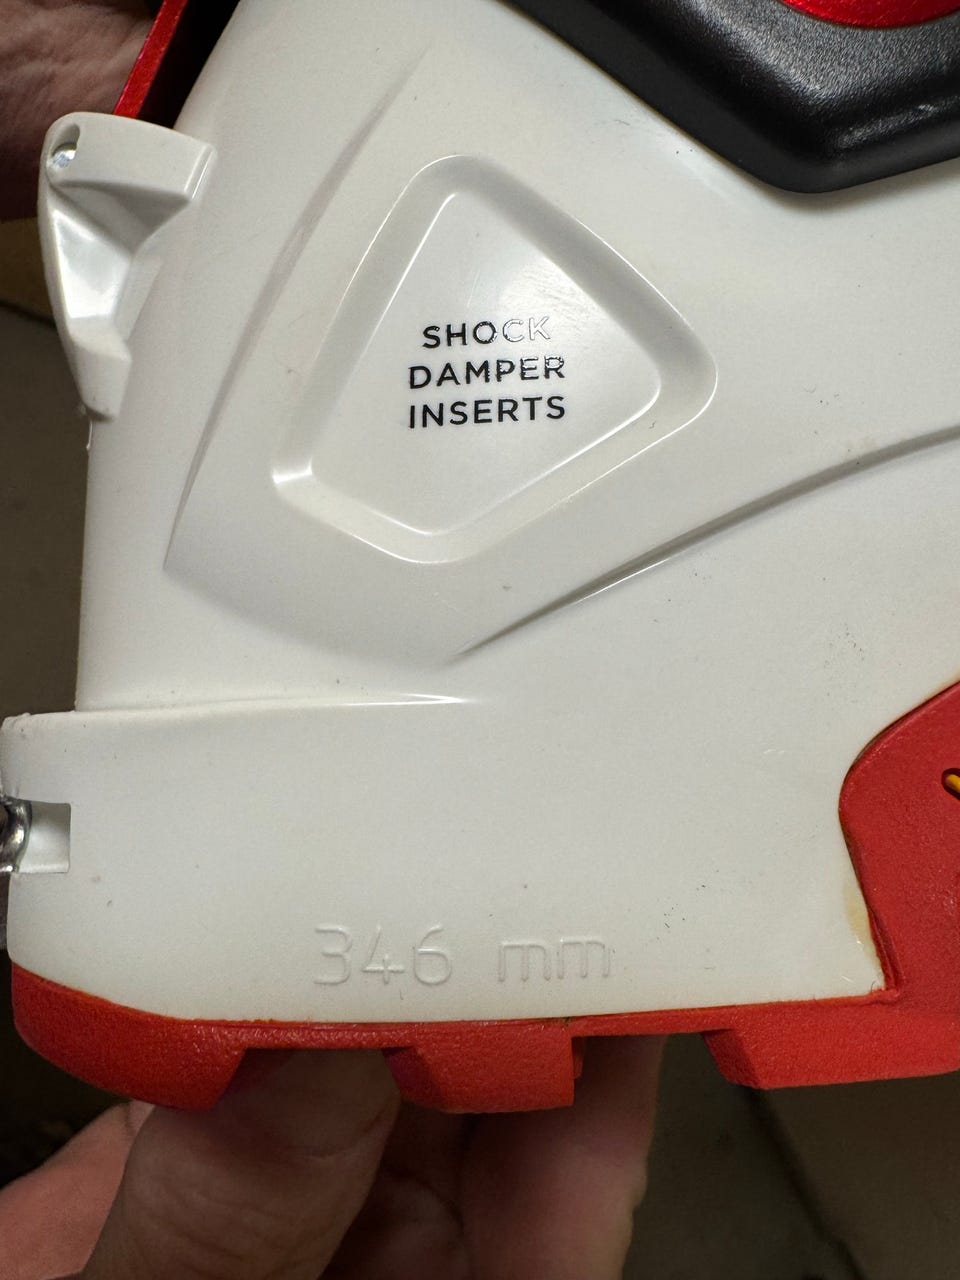 SHOCK
DAMPER
INSERTS
346 mm